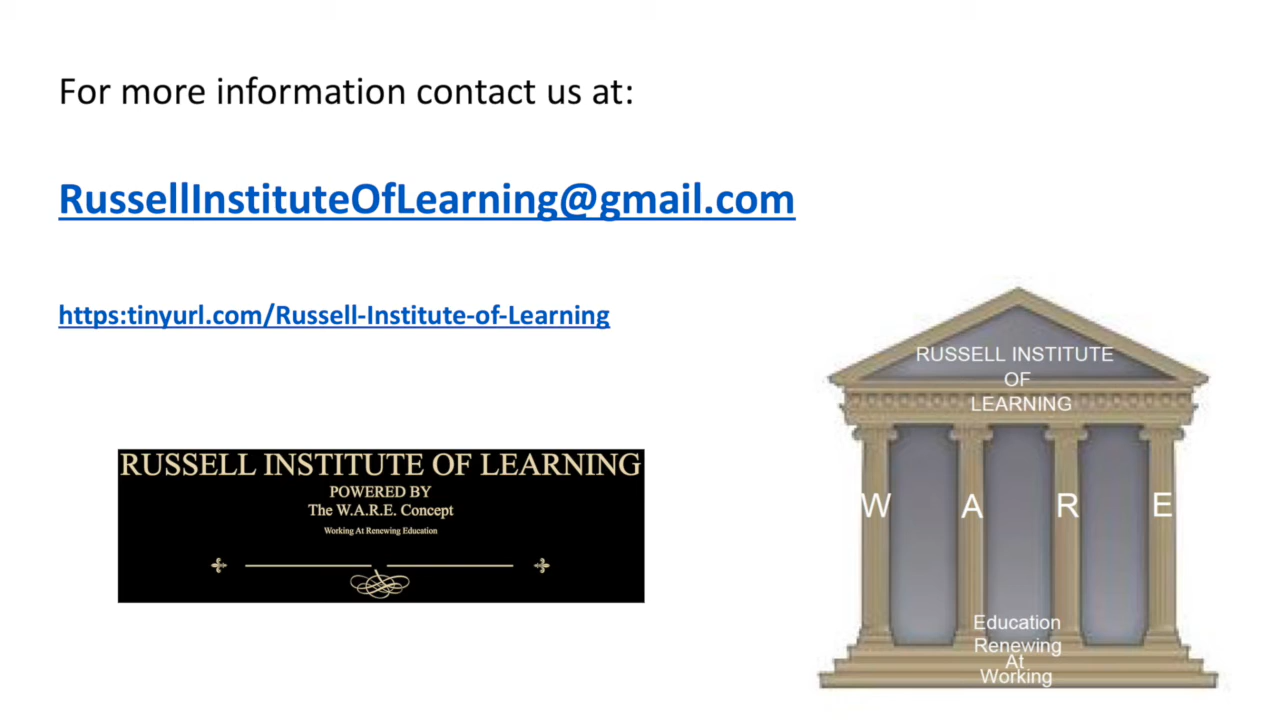 For more information contact us at:
RussellInstituteOfLearning@gmail.com
https:tinyurl.com/Russell-Institute-of-Learning
RUSSELL INSTITUTE OF LEARNING
POWERED BY
The W.A.R.E. Concept
Working At Renewing Education
RUSSELL INSTITUTE
OF
LEARNING
W A R E
Education
Renewing
At
Working